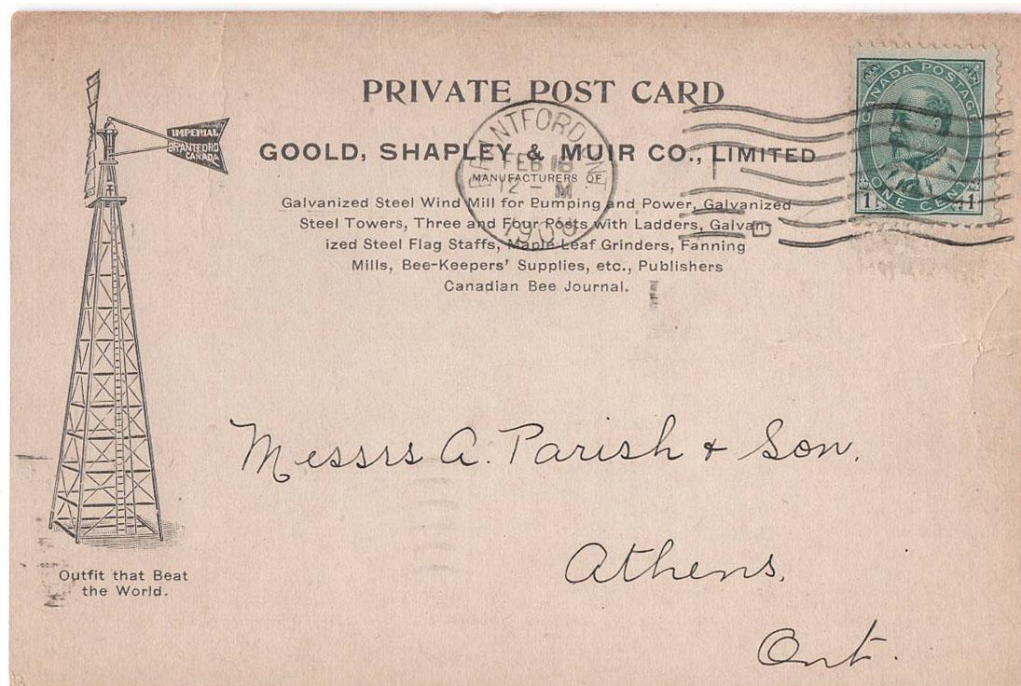 PRIVATE POST CARD
CANADA POSTAGE
ONE CENT
1 1
IMPERIAL
BRANTFORD
CANADA
GOOLD, SHAPLEY & MUIR CO., LIMITED
BRANTFORD ONT.
FEB 16
12 - M
MANUFACTURERS OF
Galvanized Steel Wind Mill for Pumping and Power, Galvanized
Steel Towers, Three and Four Posts with Ladders, Galvan-
ized Steel Flag Staffs, Maple Leaf Grinders, Fanning
Mills, Bee-Keepers' Supplies, etc., Publishers
Canadian Bee Journal.
Messrs A. Parish & Son.
Athens.
Ont.
Outfit that Beat
the World.